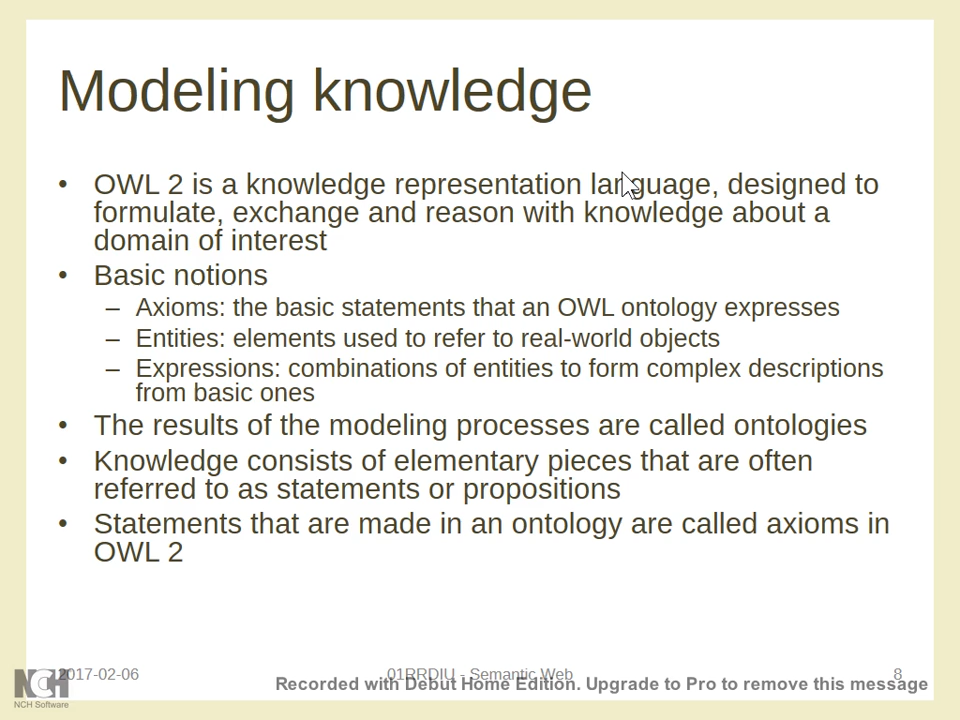 Modeling knowledge
• OWL 2 is a knowledge representation language, designed to
formulate, exchange and reason with knowledge about a
domain of interest
• Basic notions
– Axioms: the basic statements that an OWL ontology expresses
– Entities: elements used to refer to real-world objects
– Expressions: combinations of entities to form complex descriptions
from basic ones
• The results of the modeling processes are called ontologies
• Knowledge consists of elementary pieces that are often
referred to as statements or propositions
• Statements that are made in an ontology are called axioms in
OWL 2
2017-02-06
01RRDIU - Semantic Web
8
NCH
NCH Software
Recorded with Debut Home Edition. Upgrade to Pro to remove this message